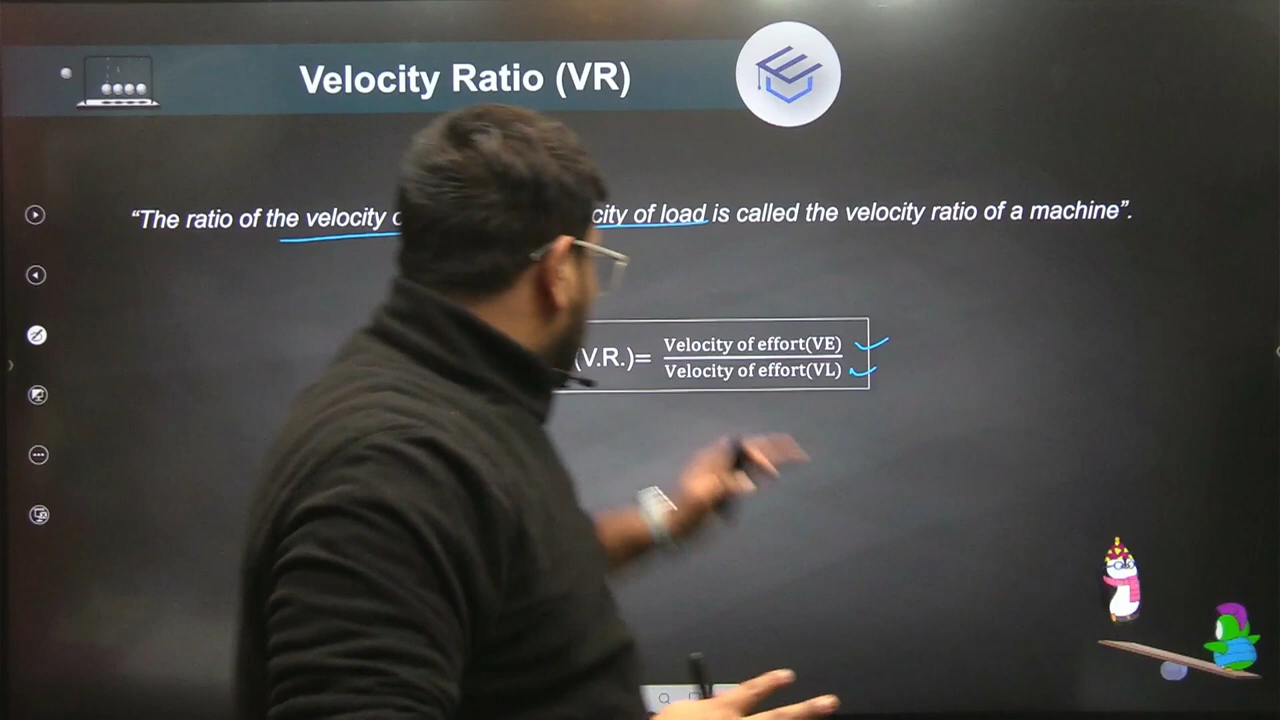 Velocity Ratio (VR)
“The ratio of the velocity city of load is called the velocity ratio of a machine”.
(V.R.)= Velocity of effort(VE)
Velocity of effort(VL)